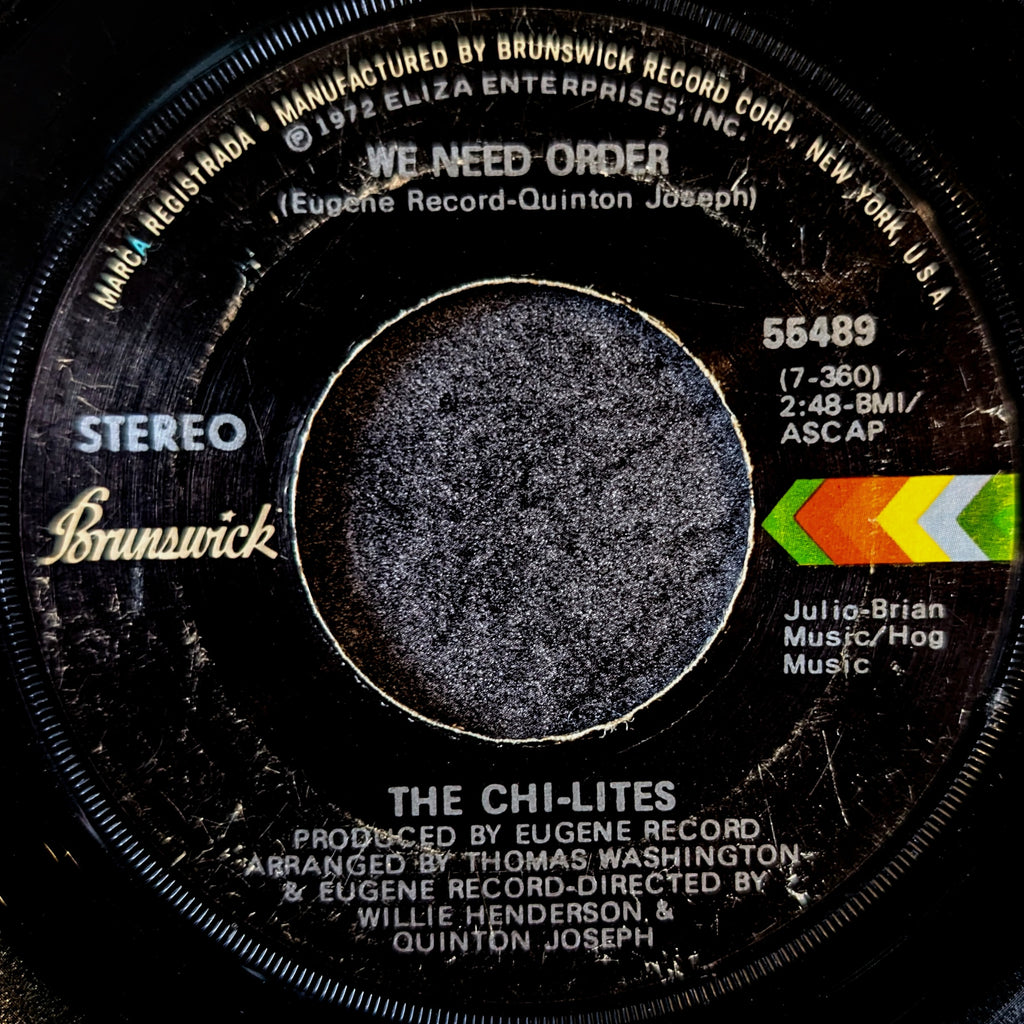 MARCA REGISTRADA • MANUFACTURED BY BRUNSWICK RECORD CORP., NEW YORK, U.S.A
℗ 1972 ELIZA ENTERPRISES, INC.
WE NEED ORDER
(Eugene Record-Quinton Joseph)
55489
(7-360)
2:48-BMI/
ASCAP
STEREO
Brunswick
Julio-Brian
Music/Hog
Music
THE CHI-LITES
PRODUCED BY EUGENE RECORD
ARRANGED BY THOMAS WASHINGTON
& EUGENE RECORD-DIRECTED BY
WILLIE HENDERSON &
QUINTON JOSEPH